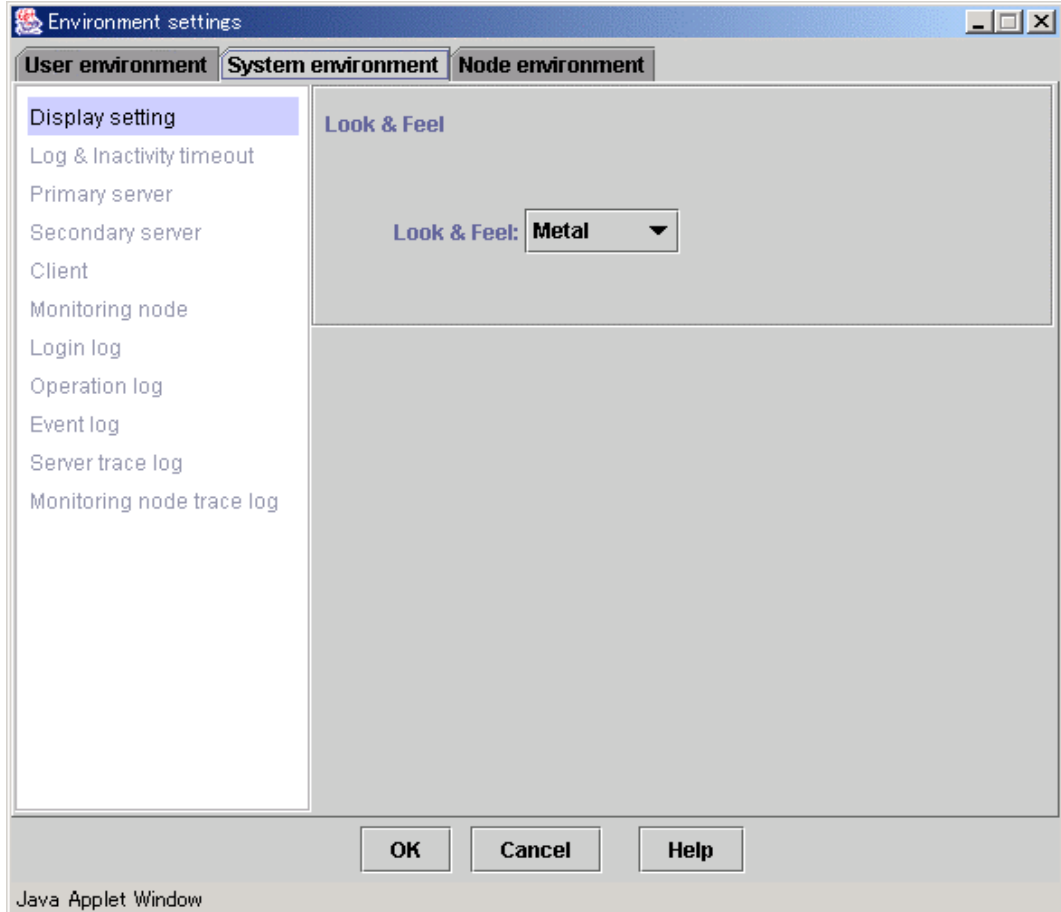 Environment settings
User environment System environment Node environment
Display setting
Log & Inactivity timeout
Primary server
Secondary server
Client
Monitoring node
Login log
Operation log
Event log
Server trace log
Monitoring node trace log
Look & Feel
Look & Feel: Metal
OK Cancel Help
Java Applet Window